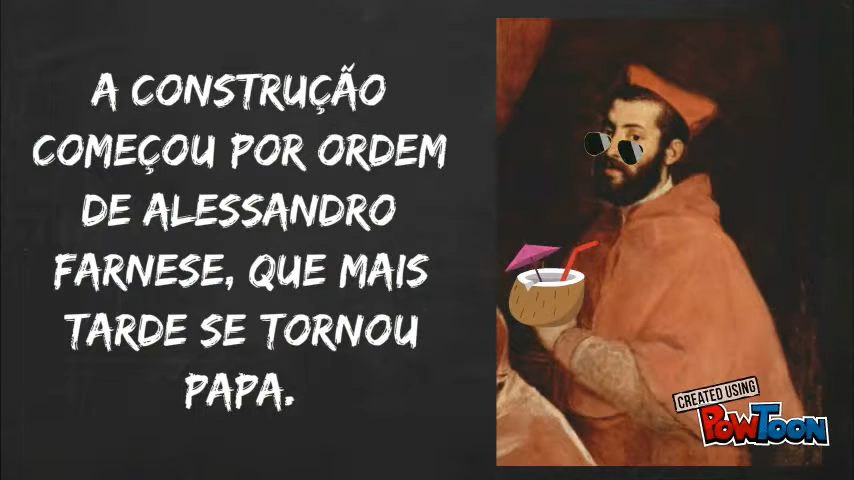 A CONSTRUÇÃO
COMEÇOU POR ORDEM
DE ALESSANDRO
FARNESE, QUE MAIS
TARDE SE TORNOU
PAPA.
CREATED USING
POWTOON